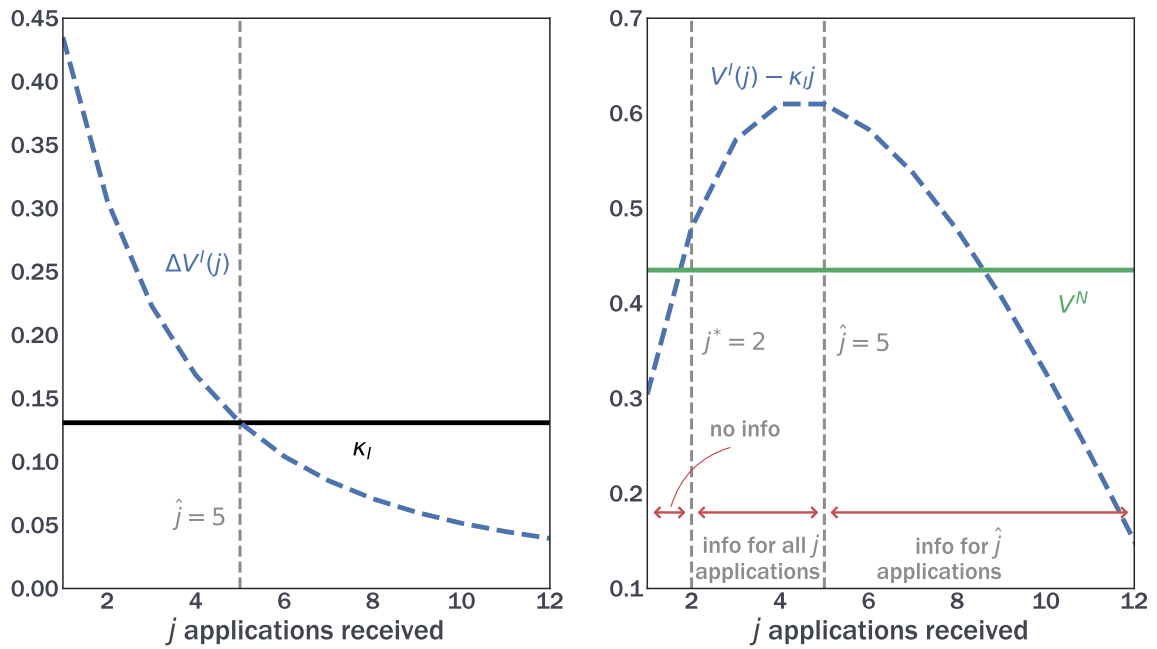 0.45
0.40
0.35
0.30
0.25
0.20
0.15
0.10
0.05
0.00
ΔV^I(j)
κ_I
ĵ = 5
2 4 6 8 10 12
j applications received
0.7
0.6
0.5
0.4
0.3
0.2
0.1
V^I(j) − κ_I j
V^N
j* = 2
ĵ = 5
no info
info for all j
applications
info for ĵ
applications
2 4 6 8 10 12
j applications received